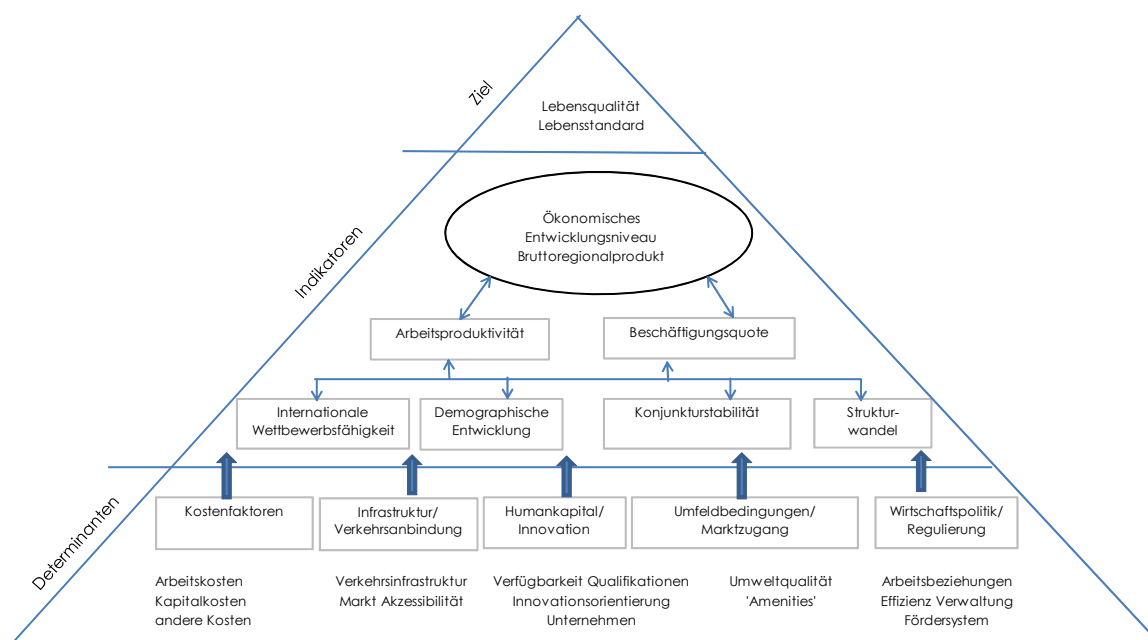 Ziel
Lebensqualität
Lebensstandard
Indikatoren
Ökonomisches
Entwicklungsniveau
Bruttoregionalprodukt
Arbeitsproduktivität
Beschäftigungsquote
Internationale
Wettbewerbsfähigkeit
Demographische
Entwicklung
Konjunkturstabilität
Struktur-
wandel
Determinanten
Kostenfaktoren
Infrastruktur/
Verkehrsanbindung
Humankapital/
Innovation
Umfeldbedingungen/
Marktzugang
Wirtschaftspolitik/
Regulierung
Arbeitskosten
Kapitalkosten
andere Kosten
Verkehrsinfrastruktur
Markt Akzessibilität
Verfügbarkeit Qualifikationen
Innovationsorientierung
Unternehmen
Umweltqualität
'Amenities'
Arbeitsbeziehungen
Effizienz Verwaltung
Fördersystem